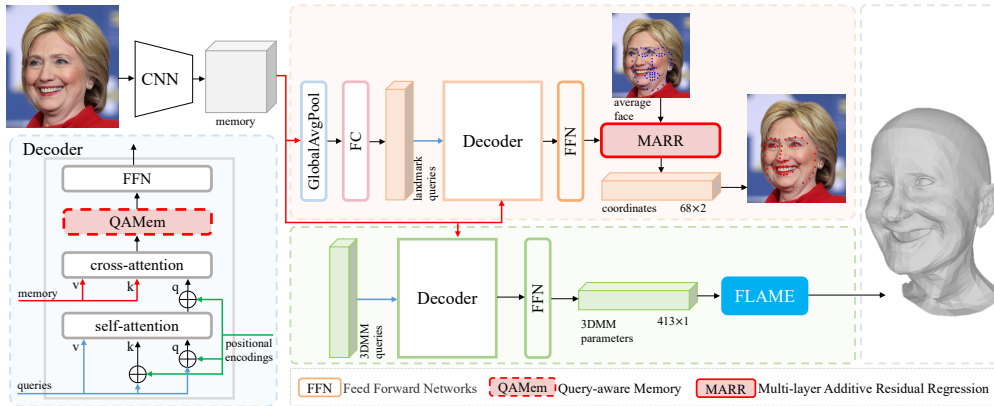 CNN
memory
Decoder
FFN
QAMem
cross-attention
memory
v
k
q
self-attention
v
k
q
positional
encodings
queries
GlobalAvgPool
FC
landmark
queries
Decoder
FFN
average
face
MARR
coordinates
68×2
3DMM
queries
Decoder
FFN
3DMM
parameters
413×1
FLAME
FFN Feed Forward Networks
QAMem Query-aware Memory
MARR Multi-layer Additive Residual Regression